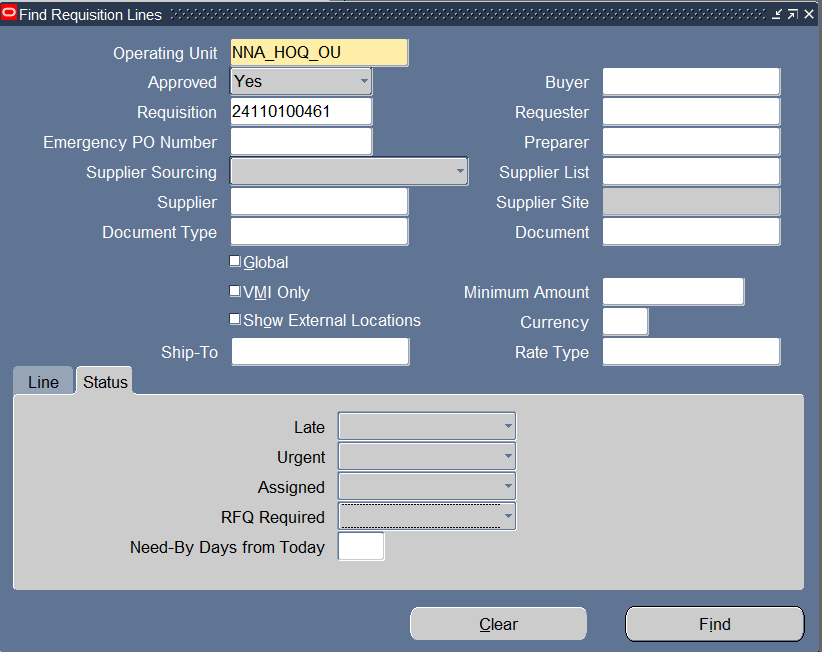 Find Requisition Lines
Operating Unit NNA_HOQ_OU
Approved Yes
Buyer
Requisition 24110100461
Requester
Emergency PO Number
Preparer
Supplier Sourcing
Supplier List
Supplier
Supplier Site
Document Type
Document
Global
VMI Only
Minimum Amount
Show External Locations
Currency
Ship-To
Rate Type
Line
Status
Late
Urgent
Assigned
RFQ Required
Need-By Days from Today
Clear
Find